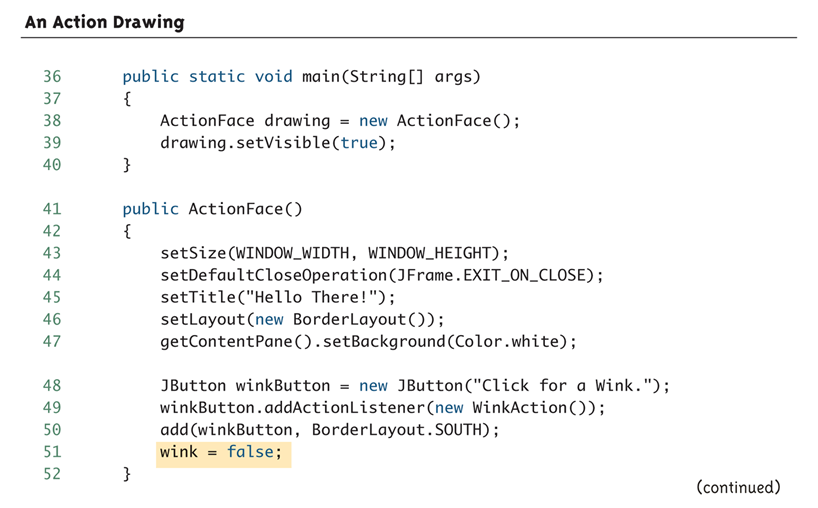 An Action Drawing
36 public static void main(String[] args)
37 {
38 ActionFace drawing = new ActionFace();
39 drawing.setVisible(true);
40 }
41 public ActionFace()
42 {
43 setSize(WINDOW_WIDTH, WINDOW_HEIGHT);
44 setDefaultCloseOperation(JFrame.EXIT_ON_CLOSE);
45 setTitle("Hello There!");
46 setLayout(new BorderLayout());
47 getContentPane().setBackground(Color.white);
48 JButton winkButton = new JButton("Click for a Wink.");
49 winkButton.addActionListener(new WinkAction());
50 add(winkButton, BorderLayout.SOUTH);
51 wink = false;
52 }
(continued)